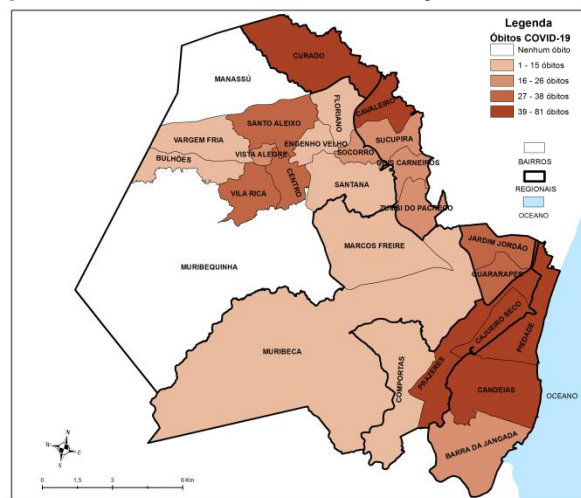 Legenda
Óbitos COVID-19
Nenhum óbito
1 - 15 óbitos
16 - 26 óbitos
27 - 38 óbitos
39 - 81 óbitos
BAIRROS
REGIONAIS
OCEANO
CURADO
MANASSÚ
CAVALEIRO
FLORIANO
SANTO ALEIXO
SUCUPIRA
VARGEM FRIA
ENGENHO VELHO
SOCORRO
VISTA ALEGRE
DOIS CARNEIROS
BULHÕES
CENTRO
VILA RICA
SANTANA
ZUMBI DO PACHECO
MARCOS FREIRE
JARDIM JORDÃO
MURIBEQUINHA
GUARARAPES
CAJUEIRO SECO
PIEDADE
MURIBECA
COMPORTAS
PRAZERES
CANDEIAS
OCEANO
BARRA DA JANGADA
N
W
E
S
0
1,5
3
6 Km